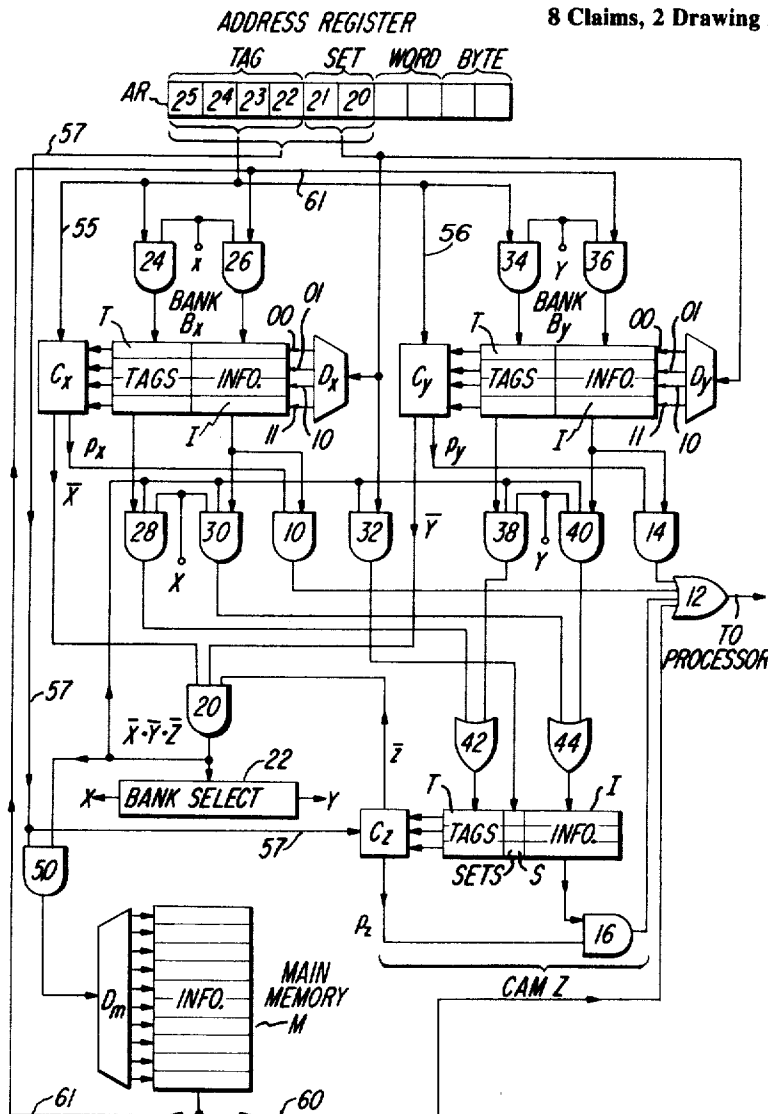 8 Claims, 2 Drawing
ADDRESS REGISTER
TAG SET WORD BYTE
AR 2⁵ 2⁴ 2³ 2² 2¹ 2⁰
57
61
55
56
24 X 26 34 Y 36
BANK Bx 00 01
BANK By 00 01
T T
Cx TAGS INFO. Dx
Cy TAGS INFO. Dy
I 11 10
I 11 10
px py
X̄ Ȳ
28 30 10 32 38 40 14
X Y
12
TO PROCESSOR
57
20
X̄·Ȳ·Z̄
Z̄
42 44
22
X BANK SELECT Y
T I
Cz TAGS INFO.
57
SETS S
50
pz
16
CAM Z
Dm INFO.
MAIN MEMORY M
61 60